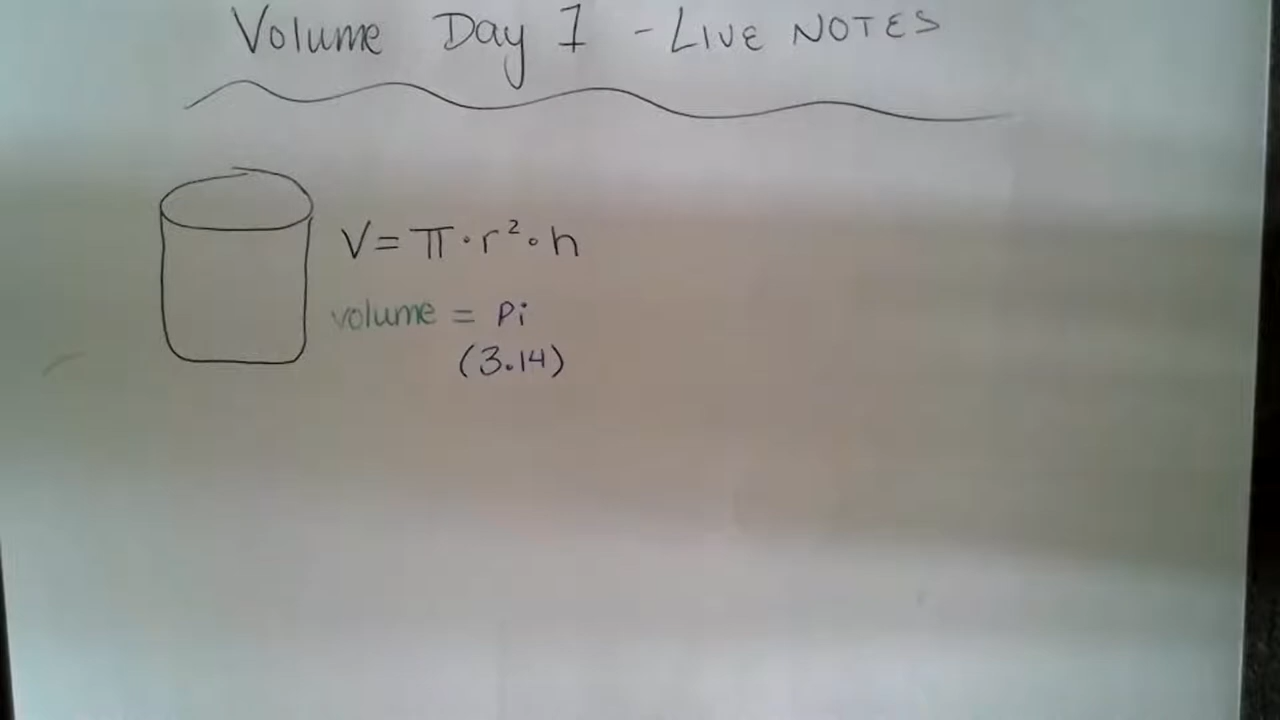 Volume Day 1 - LIVE NOTES
V = π · r² · h
volume = Pi
(3.14)